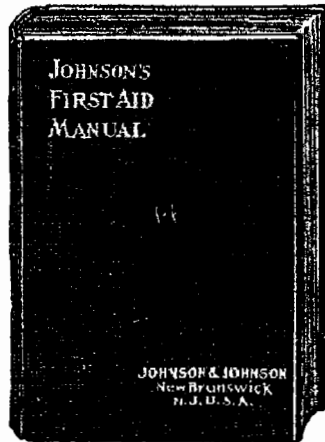 JOHNSON'S
FIRST AID
MANUAL
JOHNSON & JOHNSON
New Brunswick
N.J.U.S.A.